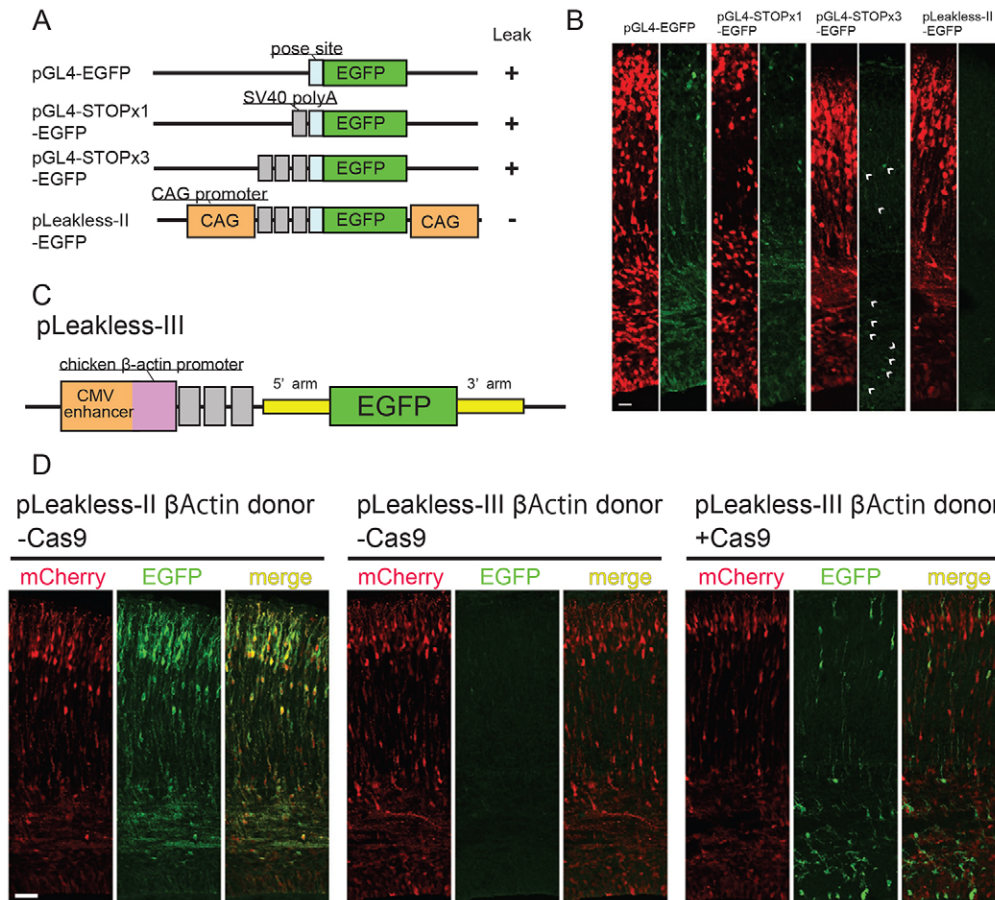 A
Leak
pose site
pGL4-EGFP
EGFP
+
SV40 polyA
pGL4-STOPx1
-EGFP
EGFP
+
pGL4-STOPx3
-EGFP
EGFP
+
CAG promoter
pLeakless-II
-EGFP
CAG
EGFP
CAG
-
B
pGL4-EGFP
pGL4-STOPx1
-EGFP
pGL4-STOPx3
-EGFP
pLeakless-II
-EGFP
C
pLeakless-III
chicken β-actin promoter
CMV
enhancer
5' arm
EGFP
3' arm
D
pLeakless-II βActin donor
-Cas9
mCherry EGFP merge
pLeakless-III βActin donor
-Cas9
mCherry EGFP merge
pLeakless-III βActin donor
+Cas9
mCherry EGFP merge